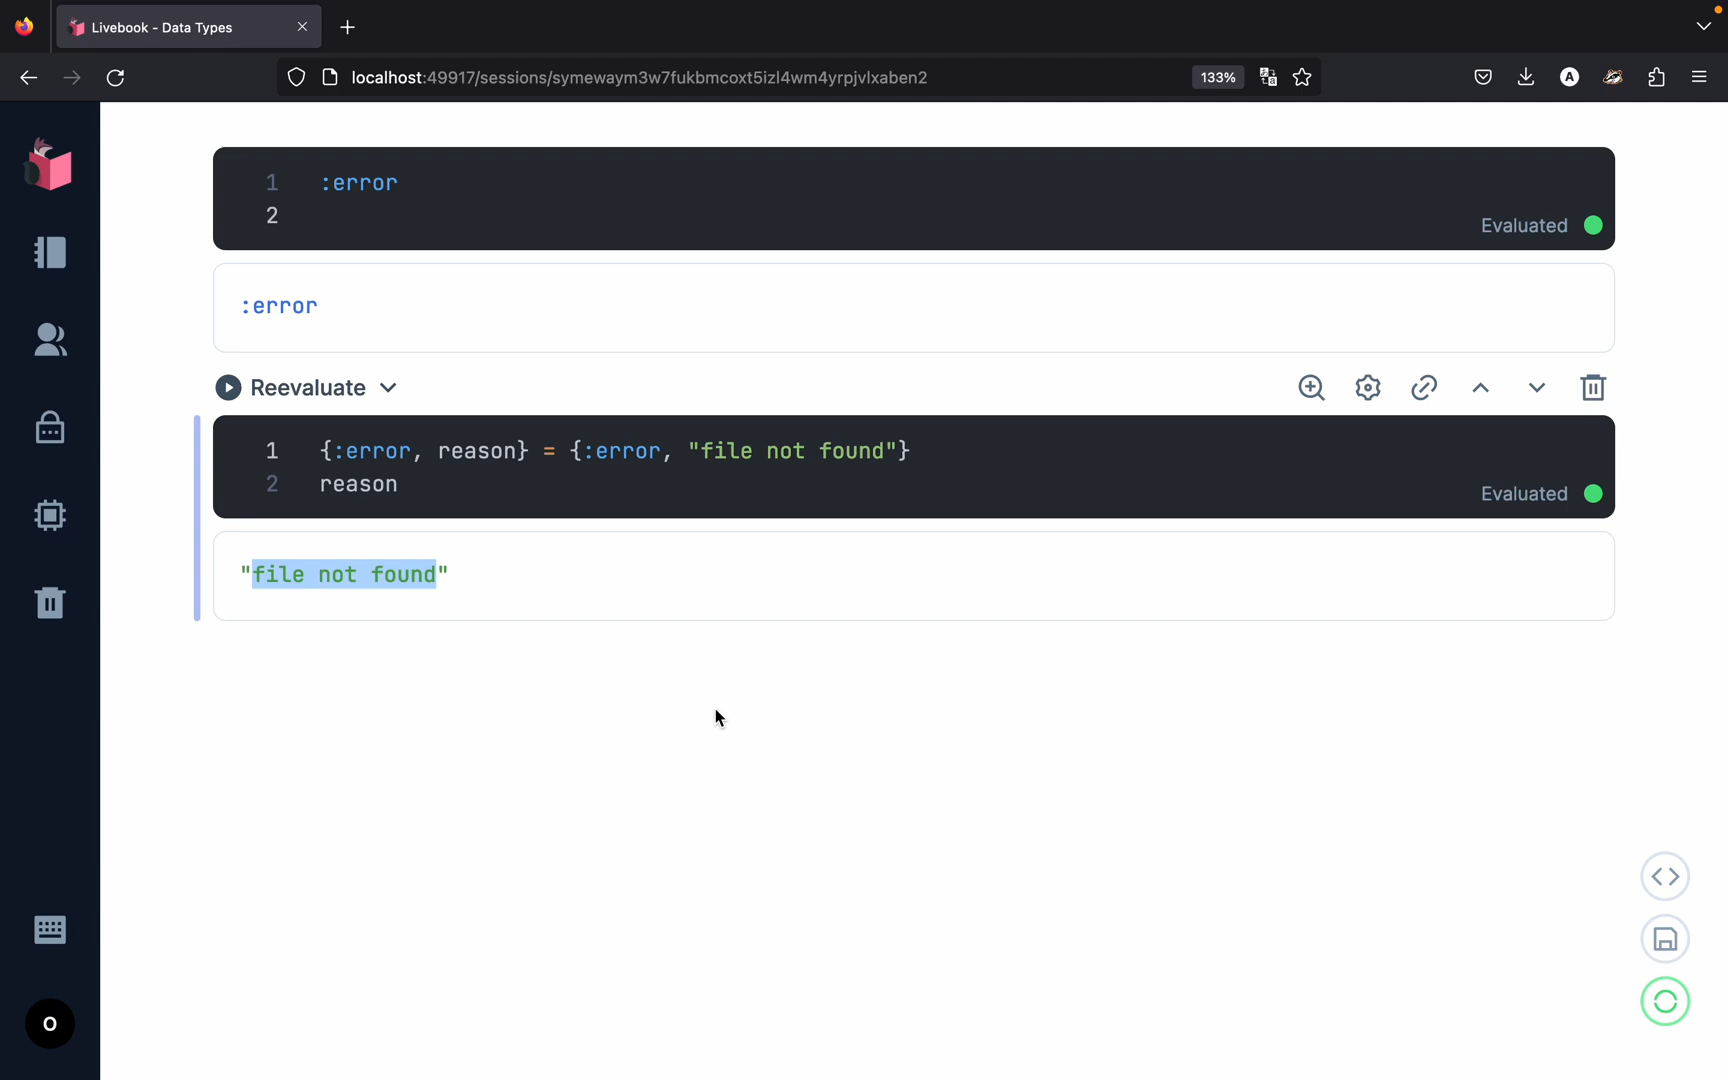 Livebook - Data Types
localhost:49917/sessions/symewaym3w7fukbmcoxt5izl4wm4yrpjvlxaben2
133%
A
1 :error
2
Evaluated
:error
Reevaluate
1 {:error, reason} = {:error, "file not found"}
2 reason
Evaluated
"file not found"
O